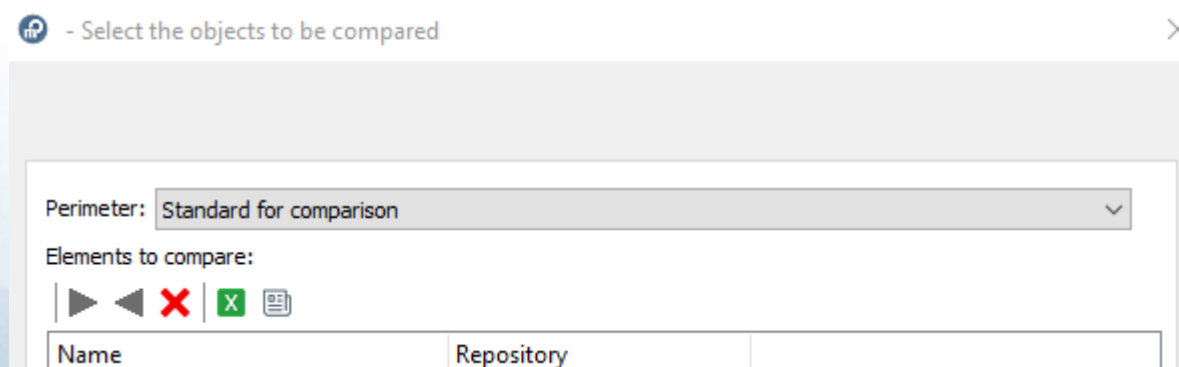 - Select the objects to be compared
Perimeter: Standard for comparison
Elements to compare:
X
Name Repository